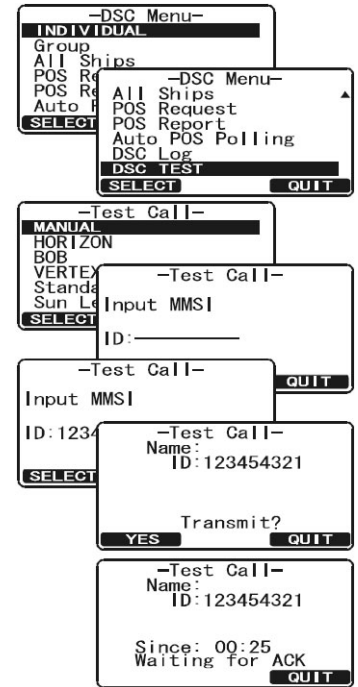 –DSC Menu–
INDIVIDUAL
Group
All Ships
POS
POS
Auto
SELECT
–DSC Menu–
All Ships
POS Request
POS Report
Auto POS Polling
DSC Log
DSC TEST
SELECT QUIT
–Test Call–
MANUAL
HORIZON
BOB
VERTEX
Standa
Sun Le
SELECT
–Test Call–
Input MMSI
ID:
QUIT
–Test Call–
Input MMSI
ID:1234
SELECT
–Test Call–
Name:
ID:123454321
Transmit?
YES QUIT
–Test Call–
Name:
ID:123454321
Since: 00:25
Waiting for ACK
QUIT